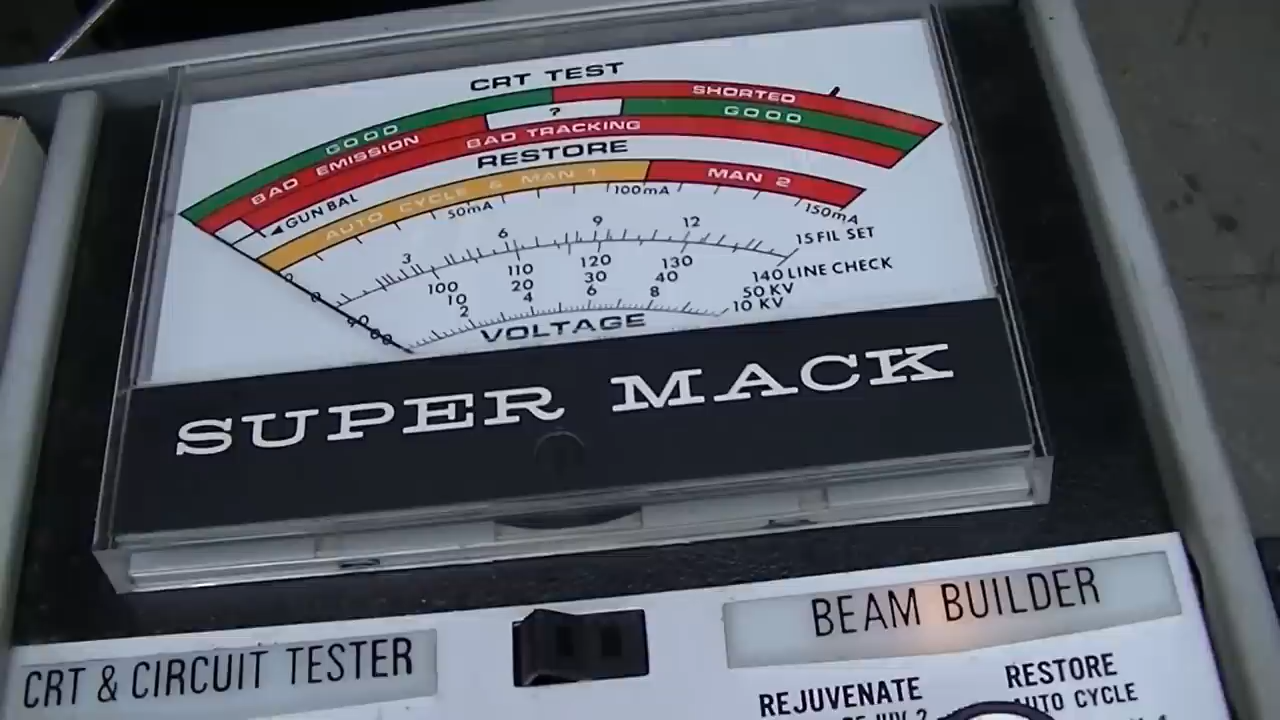 CRT TEST
SHORTED
GOOD
?
GOOD
BAD EMISSION
BAD TRACKING
RESTORE
GUN BAL
AUTO CYCLE & MAN 1
MAN 2
50mA
100mA
150mA
0
3
6
9
12
15 FIL SET
0
100
110
120
130
140 LINE CHECK
10
20
30
40
50 KV
2
4
6
8
10 KV
VOLTAGE
SUPER MACK
CRT & CIRCUIT TESTER
BEAM BUILDER
REJUVENATE
RESTORE
AUTO CYCLE